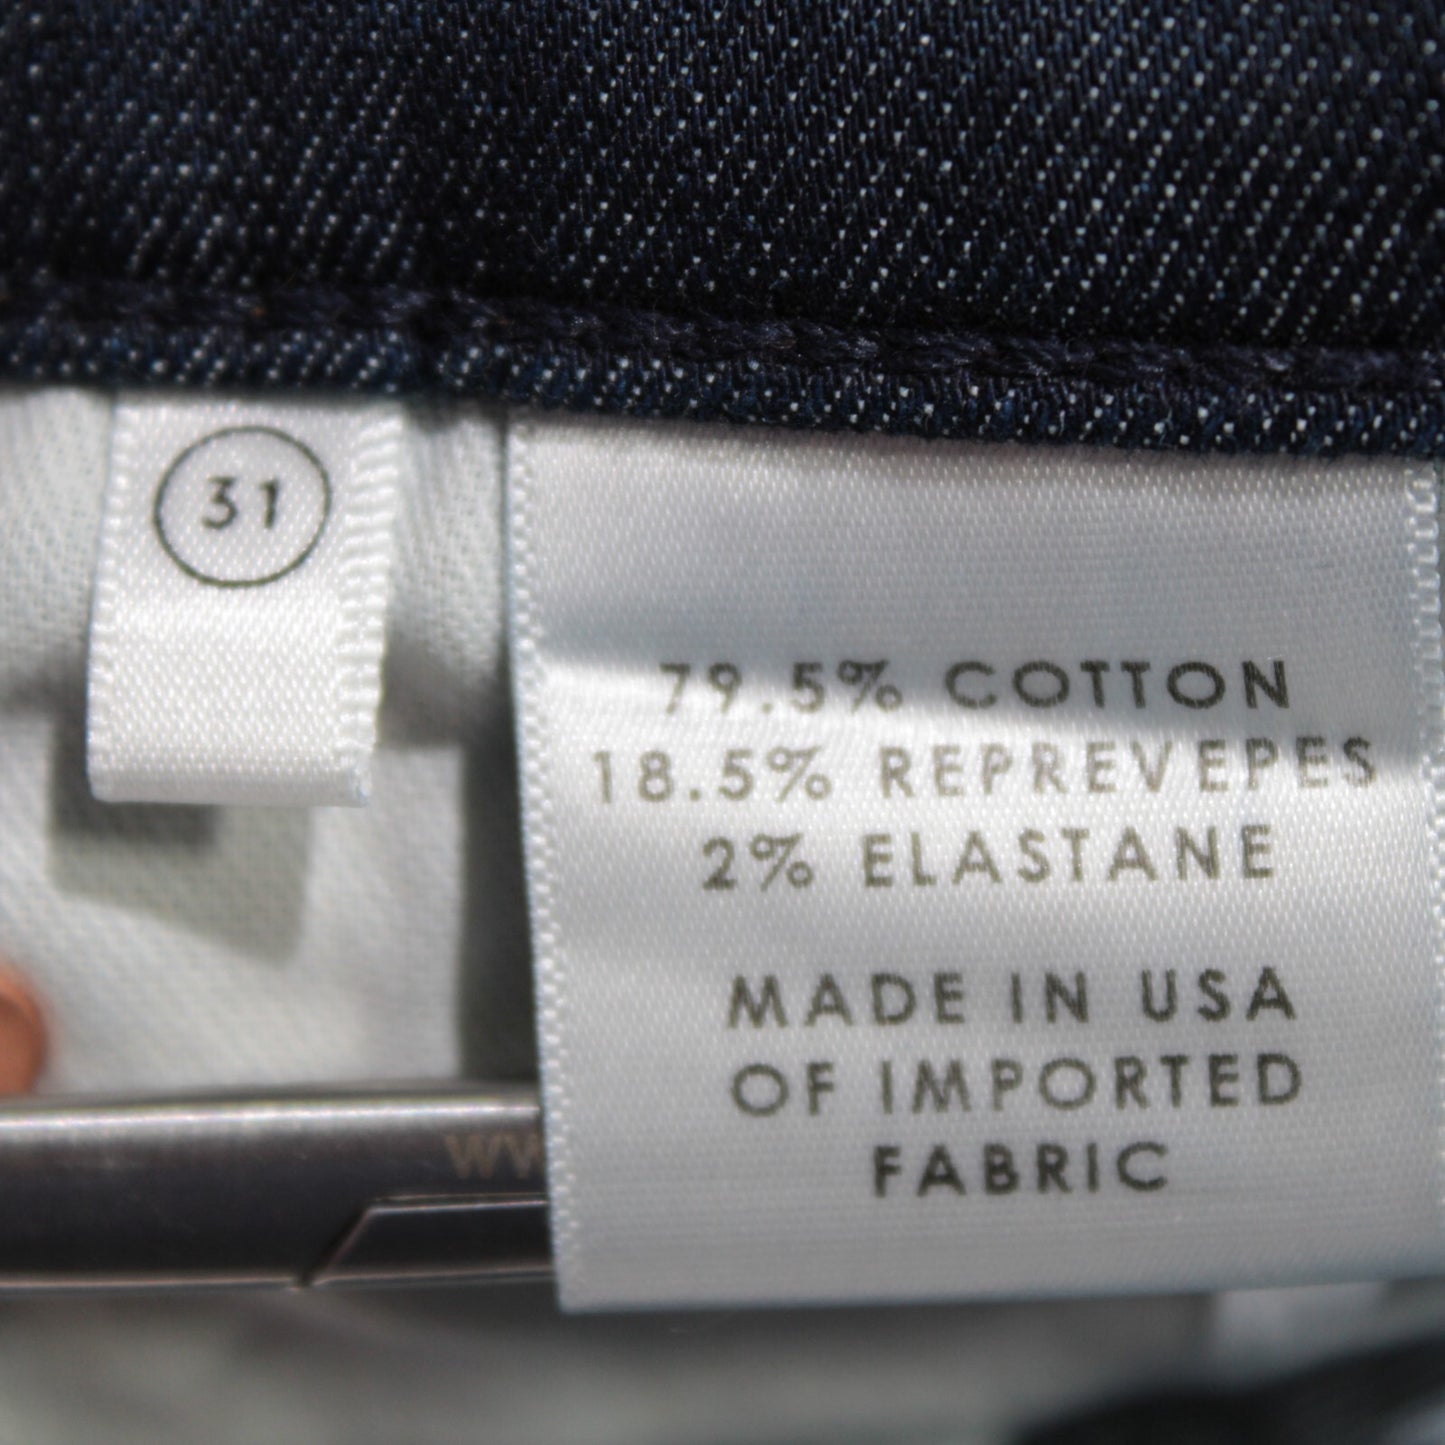 31
79.5% COTTON
18.5% REPREVEPES
2% ELASTANE
MADE IN USA
OF IMPORTED
FABRIC